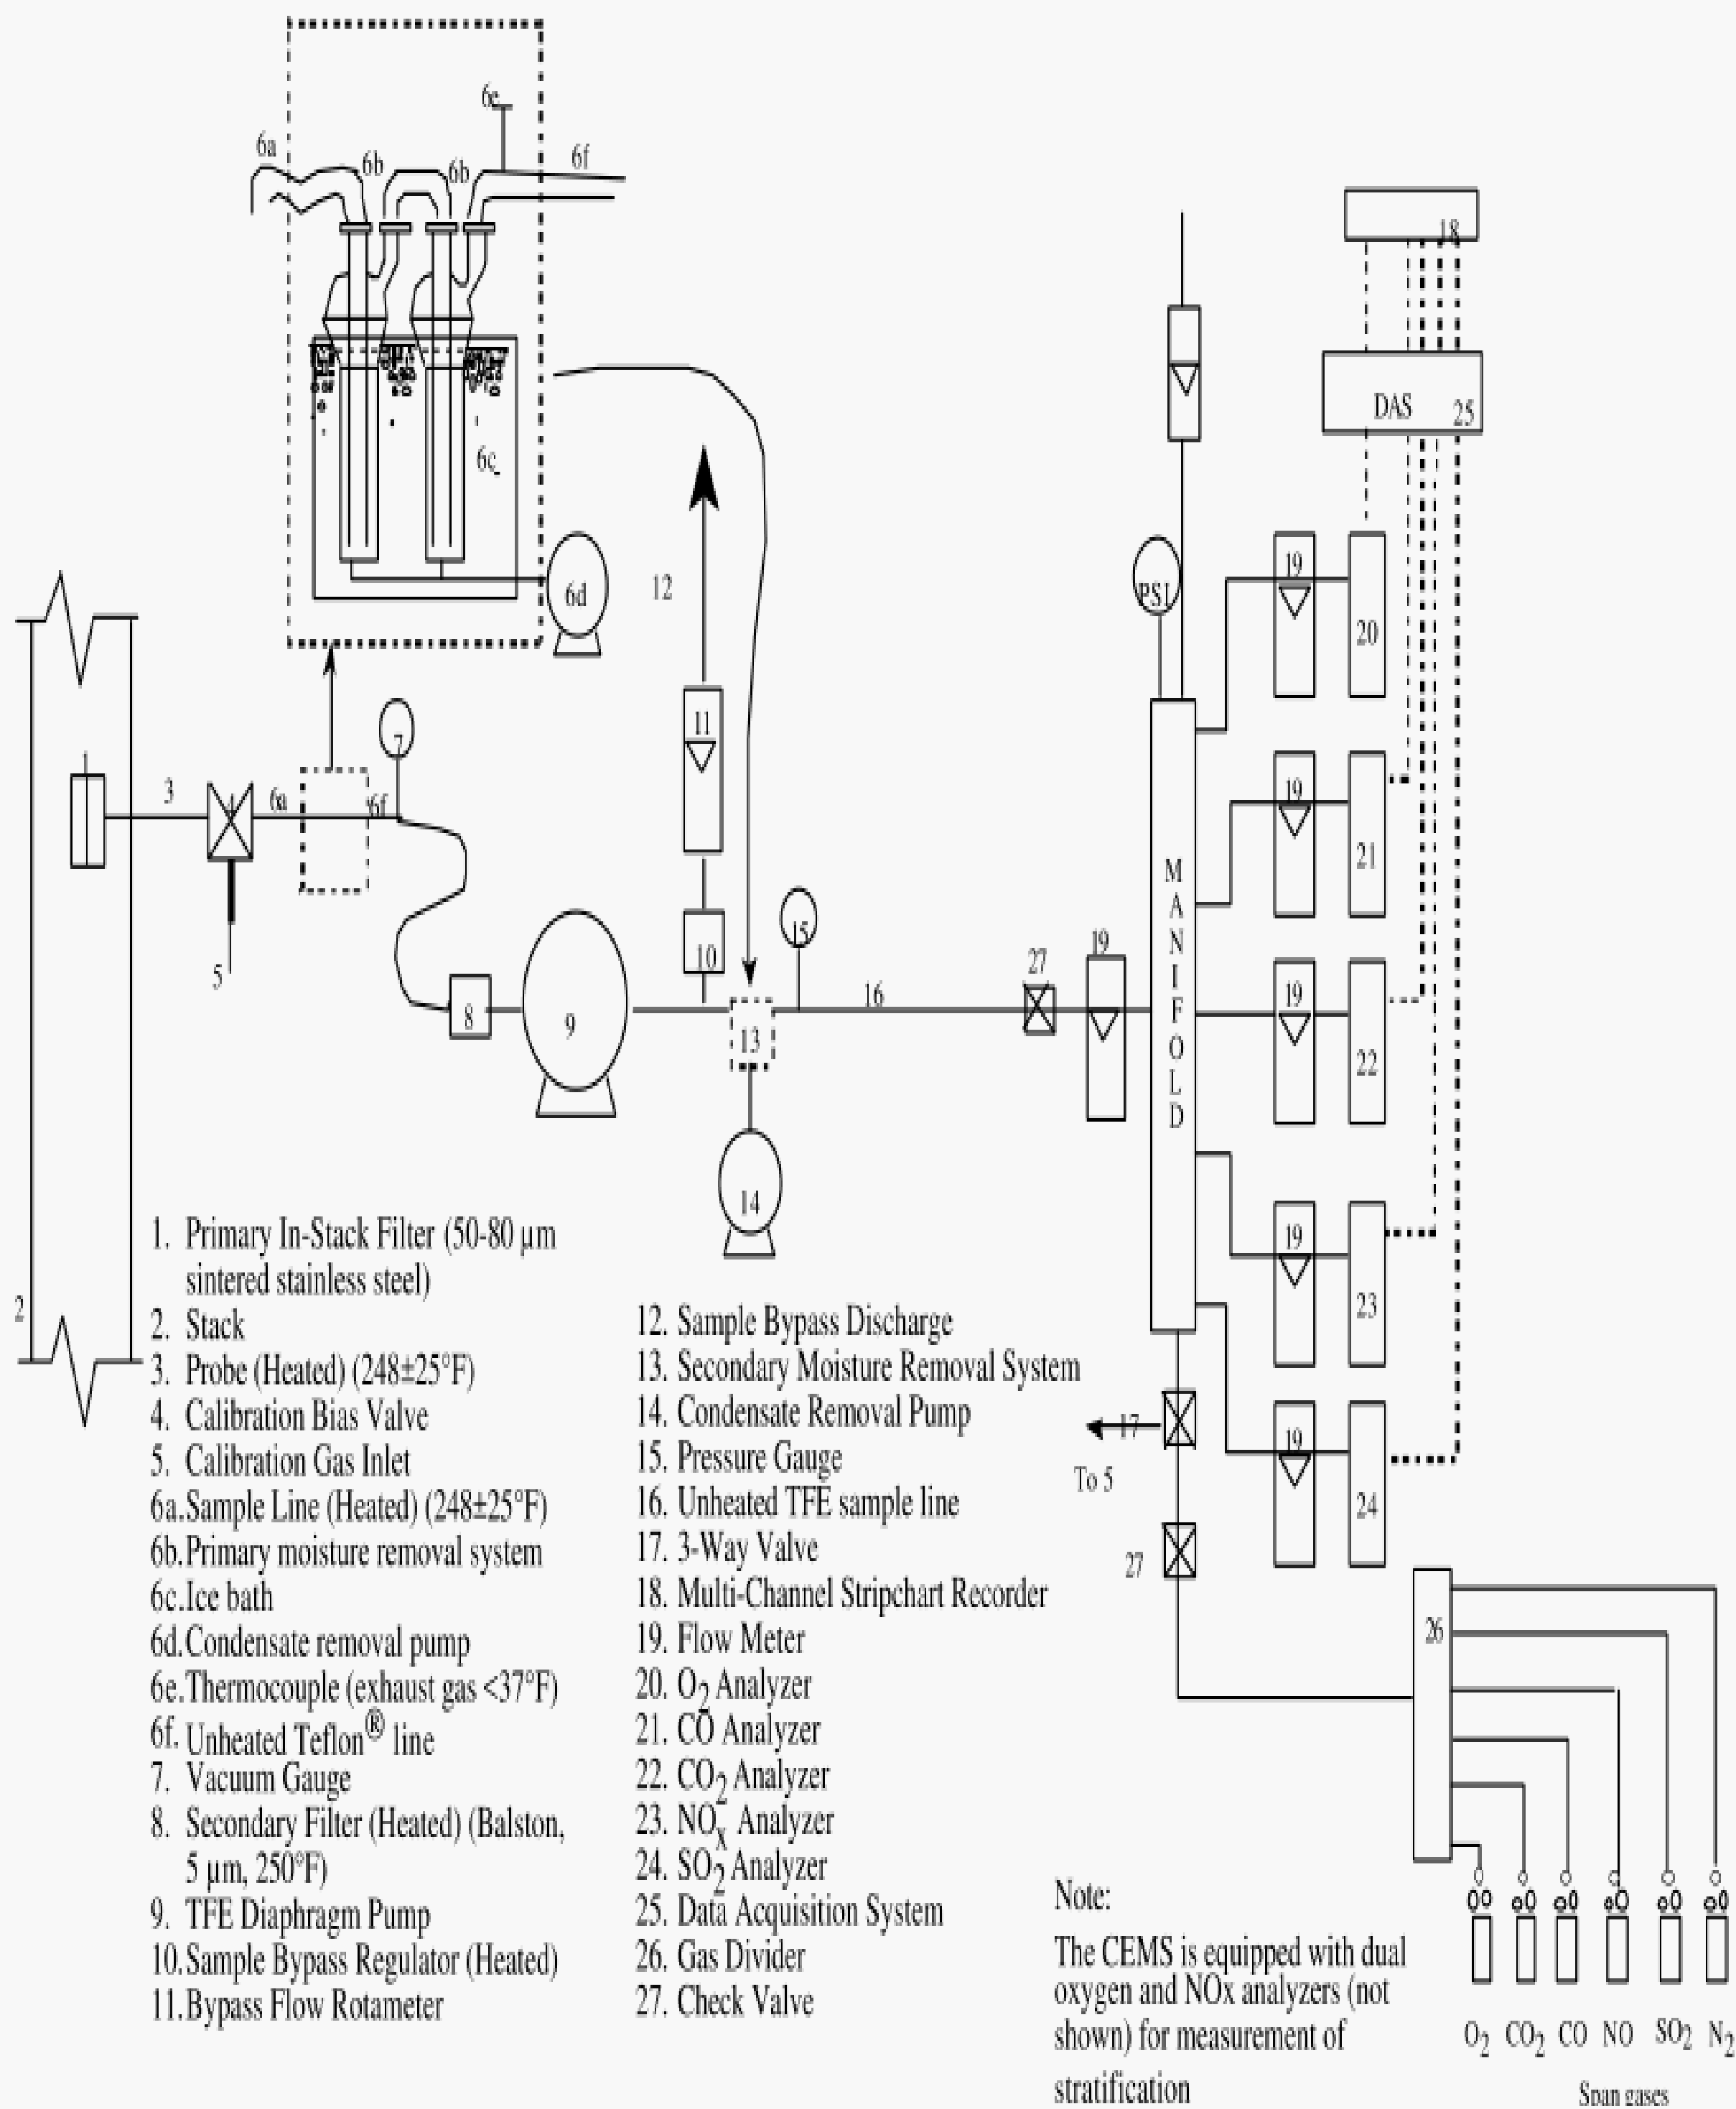 6e
6a
6b
6b
6f
18
DAS
25
6c
6d
12
PSI
19
20
11
7
1
3
4
6a
6f
19
21
MANIFOLD
5
10
15
27
19
16
8
9
13
19
22
14
19
23
2
17
To 5
19
24
27
26
1. Primary In-Stack Filter (50-80 µm
sintered stainless steel)
2. Stack
3. Probe (Heated) (248±25°F)
4. Calibration Bias Valve
5. Calibration Gas Inlet
6a. Sample Line (Heated) (248±25°F)
6b. Primary moisture removal system
6c. Ice bath
6d. Condensate removal pump
6e. Thermocouple (exhaust gas <37°F)
6f. Unheated Teflon® line
7. Vacuum Gauge
8. Secondary Filter (Heated) (Balston,
5 µm, 250°F)
9. TFE Diaphragm Pump
10. Sample Bypass Regulator (Heated)
11. Bypass Flow Rotameter
12. Sample Bypass Discharge
13. Secondary Moisture Removal System
14. Condensate Removal Pump
15. Pressure Gauge
16. Unheated TFE sample line
17. 3-Way Valve
18. Multi-Channel Stripchart Recorder
19. Flow Meter
20. O2 Analyzer
21. CO Analyzer
22. CO2 Analyzer
23. NOx Analyzer
24. SO2 Analyzer
25. Data Acquisition System
26. Gas Divider
27. Check Valve
Note:
The CEMS is equipped with dual
oxygen and NOx analyzers (not
shown) for measurement of
stratification
O2 CO2 CO NO SO2 N2
Span gases